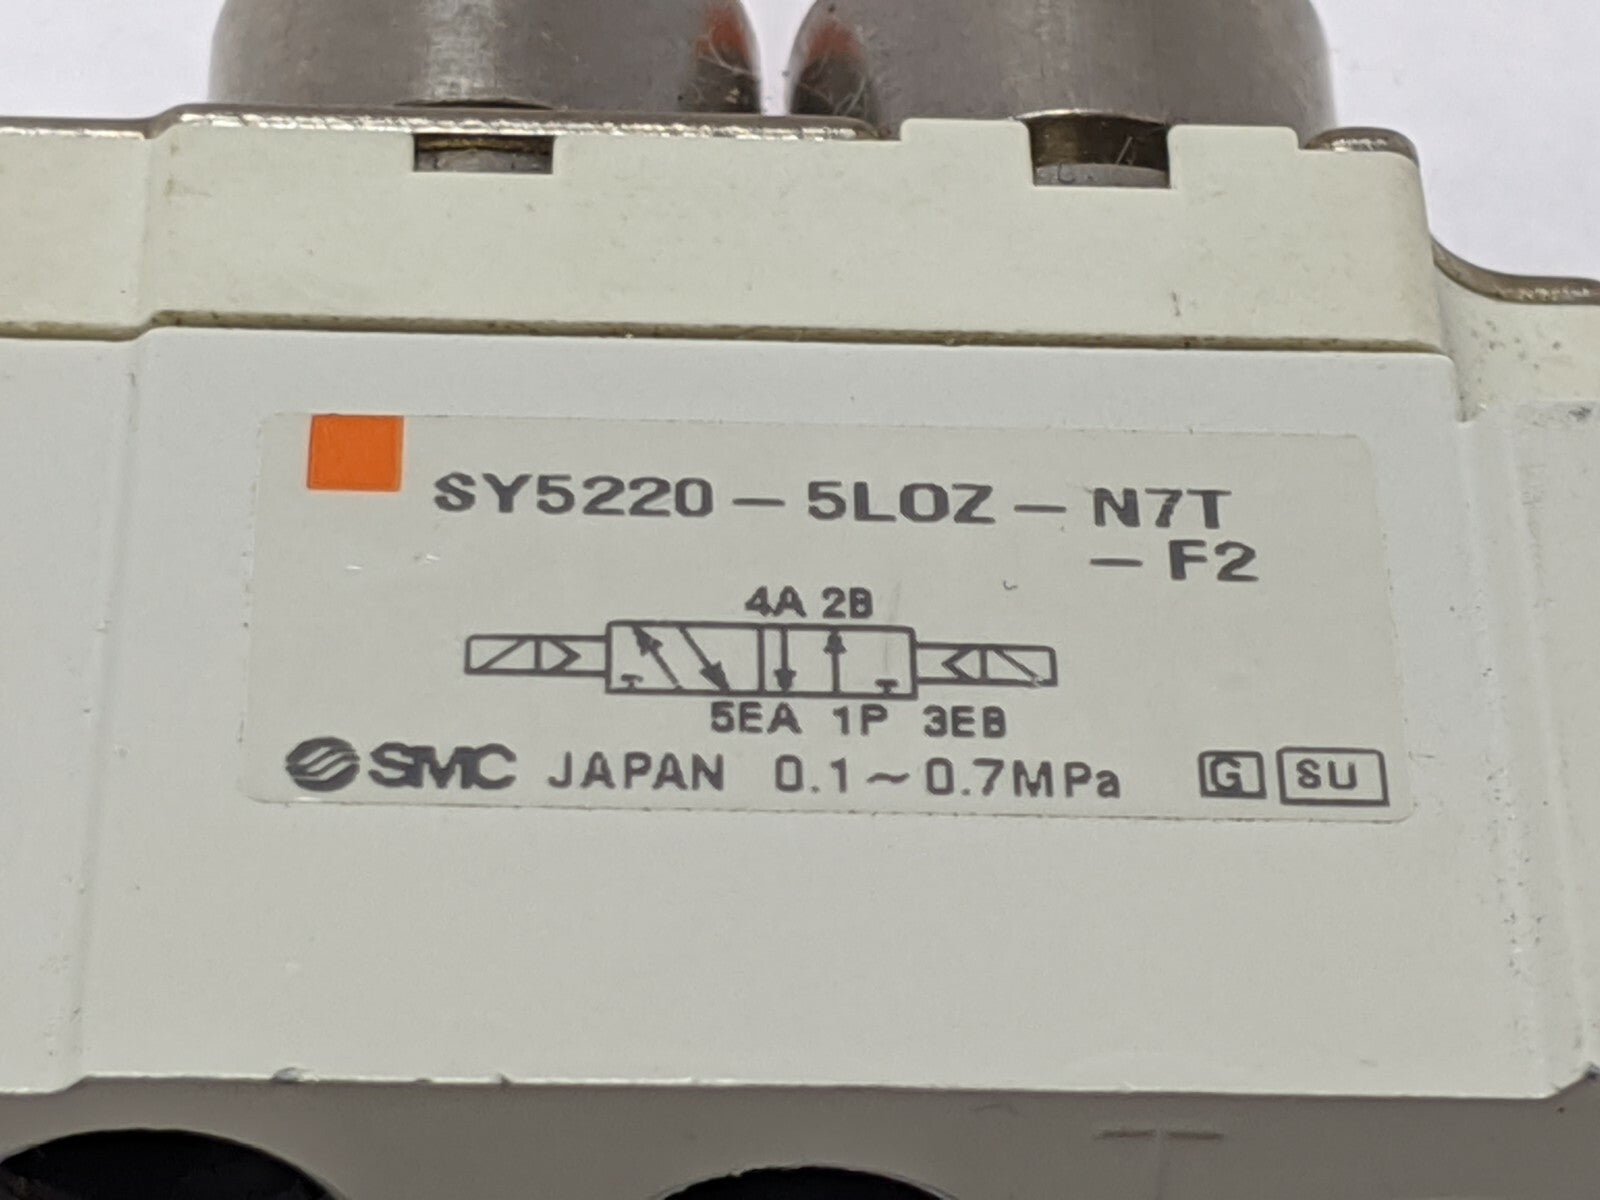 SY5220-5LOZ-N7T
-F2
4A 2B
5EA 1P 3EB
SMC JAPAN 0.1~0.7MPa G SU